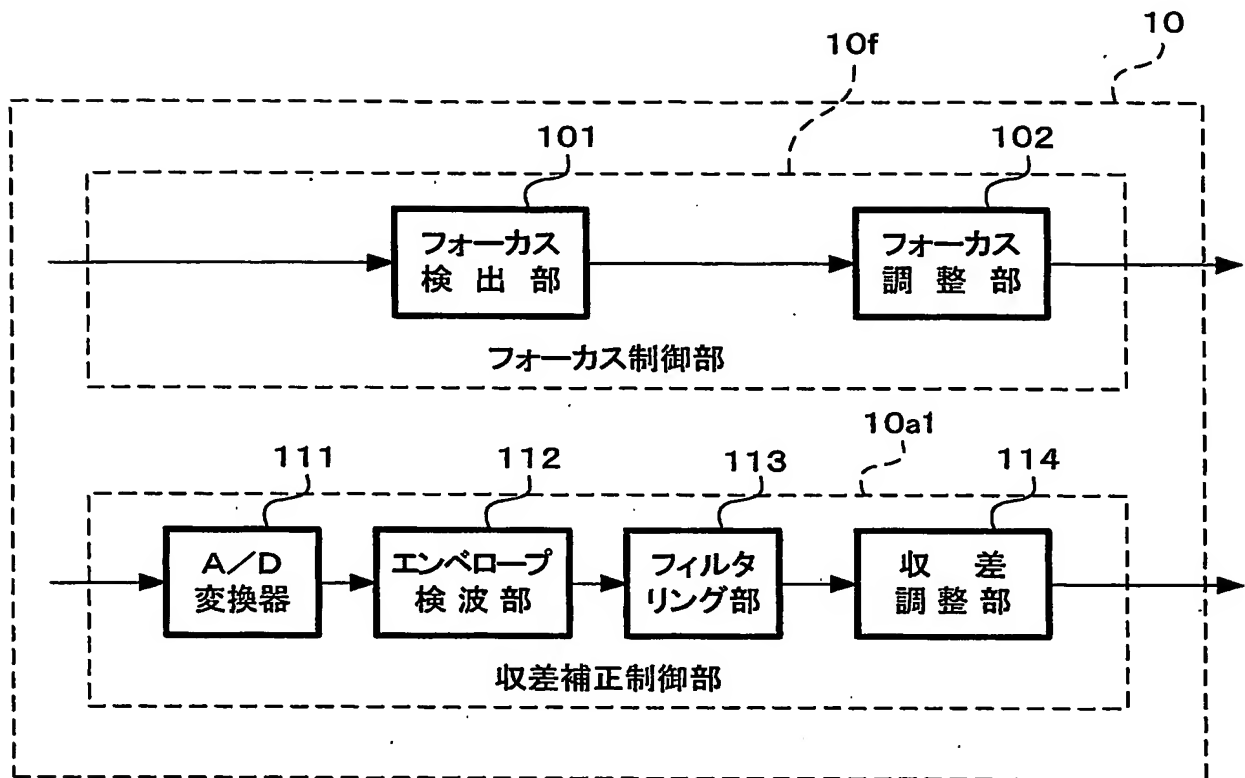 10
10f
101
102
フォーカス
検出部
フォーカス
調整部
フォーカス制御部
10a1
111
112
113
114
A/D
変換器
エンベロープ
検波部
フィルタ
リング部
収差
調整部
収差補正制御部